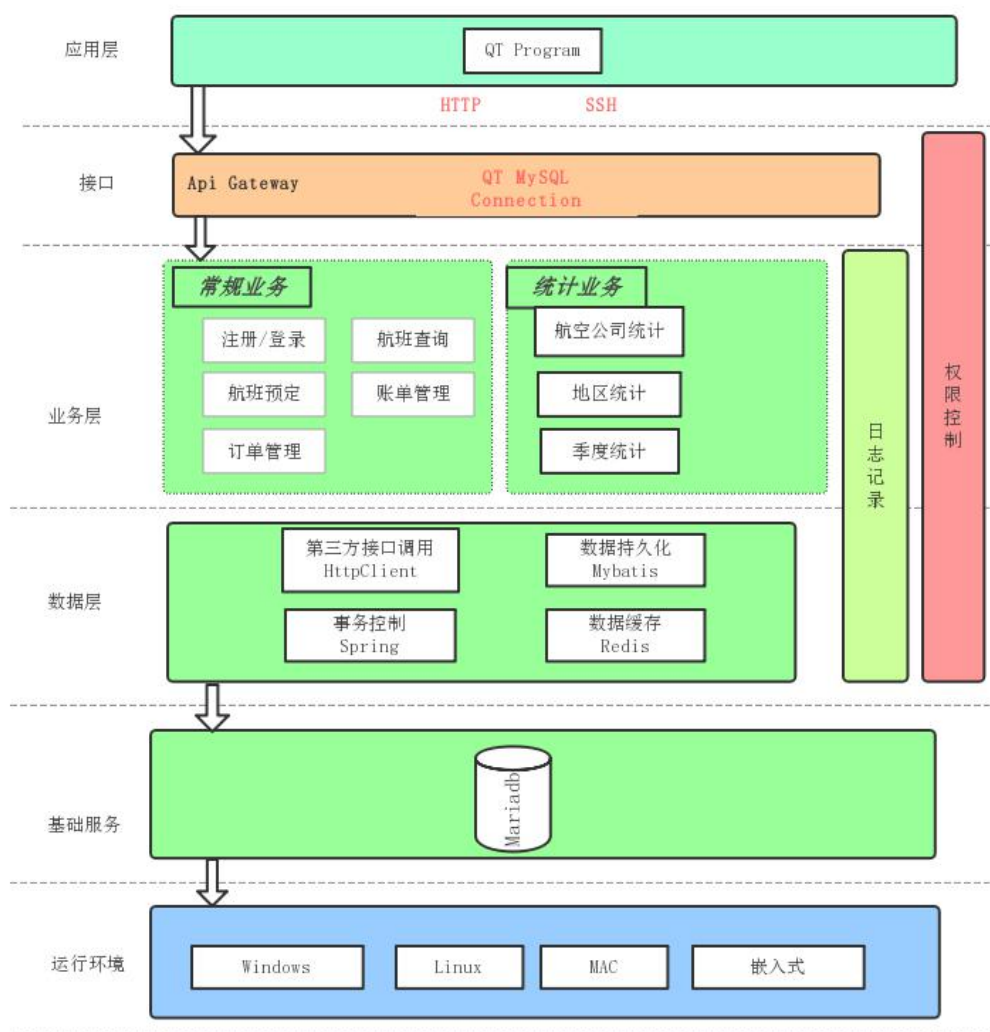 应用层
QT Program
HTTP
SSH
接口
Api Gateway
QT MySQL
Connection
业务层
常规业务
注册/登录
航班查询
航班预定
账单管理
订单管理
统计业务
航空公司统计
地区统计
季度统计
日志记录
权限控制
数据层
第三方接口调用
HttpClient
数据持久化
Mybatis
事务控制
Spring
数据缓存
Redis
基础服务
Mariadb
运行环境
Windows
Linux
MAC
嵌入式